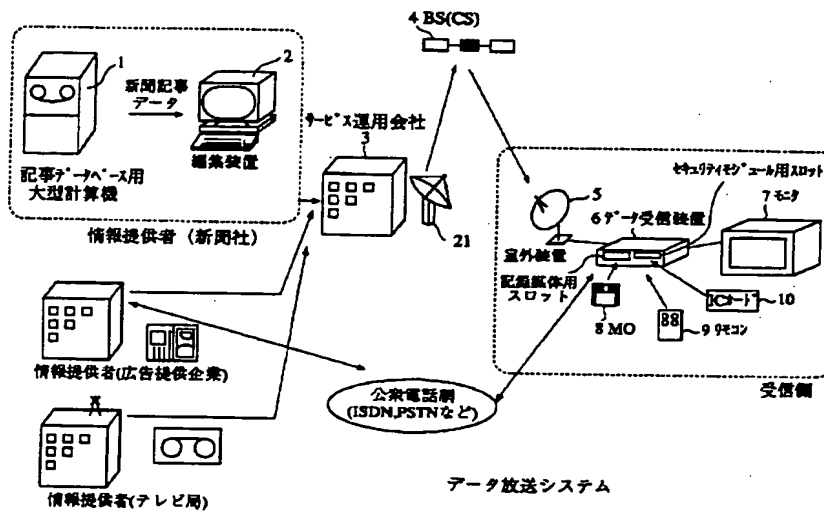 4 BS(CS)
1
新聞記事
データ
2
編集装置
記事データベース用
大型計算機
情報提供者(新聞社)
サービス運用会社
3
21
セキュリティモジュール用スロット
5
6データ受信装置
7モニタ
室外装置
記録媒体用
スロット
8 MO
88
9リモコン
ICカード
10
受信側
情報提供者(広告提供企業)
公衆電話網
(ISDN,PSTNなど)
情報提供者(テレビ局)
データ放送システム